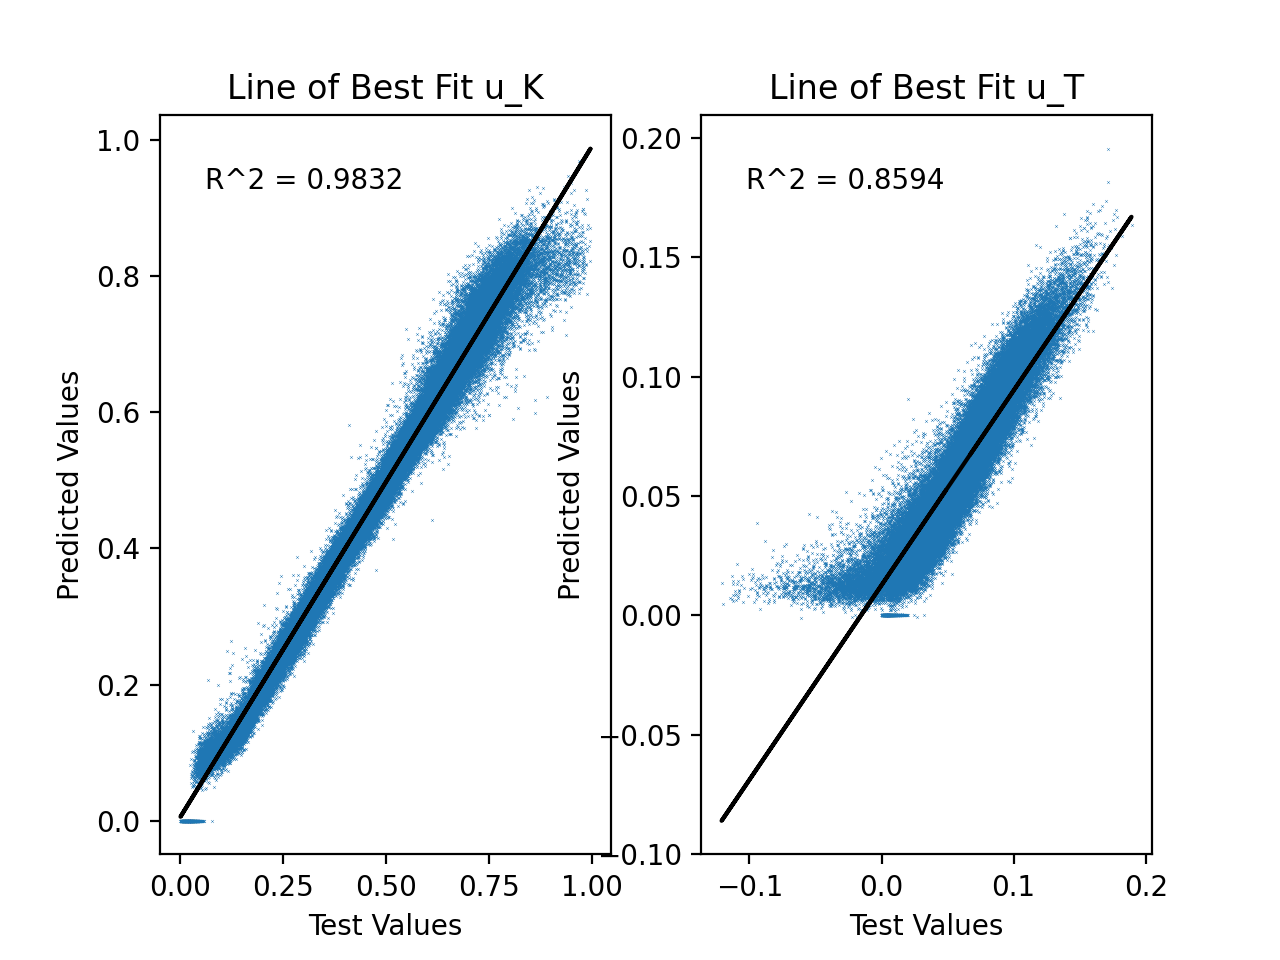 Line of Best Fit u_K
R^2 = 0.9832
Predicted Values
1.0
0.8
0.6
0.4
0.2
0.0
0.00 0.25 0.50 0.75 1.00
Test Values
Line of Best Fit u_T
R^2 = 0.8594
Predicted Values
0.20
0.15
0.10
0.05
0.00
−0.05
−0.10
−0.1 0.0 0.1 0.2
Test Values